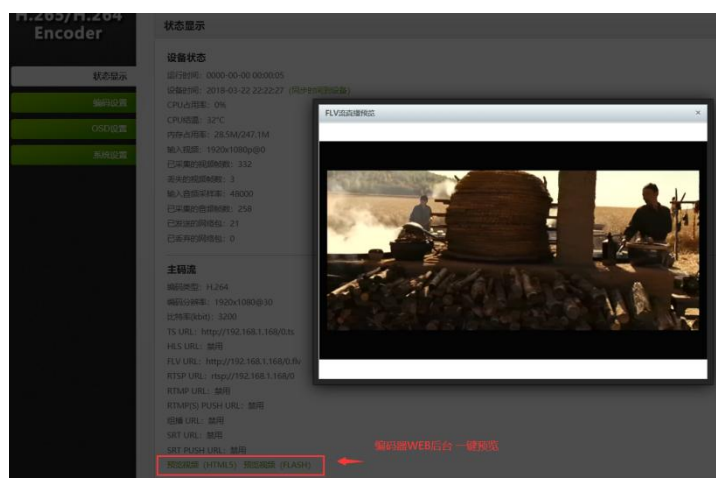 H.265/H.264
Encoder
状态显示
编码设置
OSD设置
系统设置
状态显示
设备状态
运行时间：0000-00-00 00:00:05
设备时间：2018-03-22 22:22:27 (同步时间到设备)
CPU占用率：0%
CPU结温：32°C
内存占用率：28.5M/247.1M
输入视频：1920x1080p@0
已采集的视频帧数：332
丢失的视频帧数：3
输入音频采样率：48000
已采集的音频帧数：258
已发送的网络包：21
已丢弃的网络包：0
主码流
编码类型：H.264
编码分辨率：1920x1080@30
比特率(kbit)：3200
TS URL：http://192.168.1.168/0.ts
HLS URL：禁用
FLV URL：http://192.168.1.168/0.flv
RTSP URL：rtsp://192.168.1.168/0
RTMP URL：禁用
RTMP(S) PUSH URL：禁用
组播 URL：禁用
SRT URL：禁用
SRT PUSH URL：禁用
预览视频 (HTML5) 预览视频 (FLASH)
FLV流直播预览
×
编码器WEB后台 一键预览